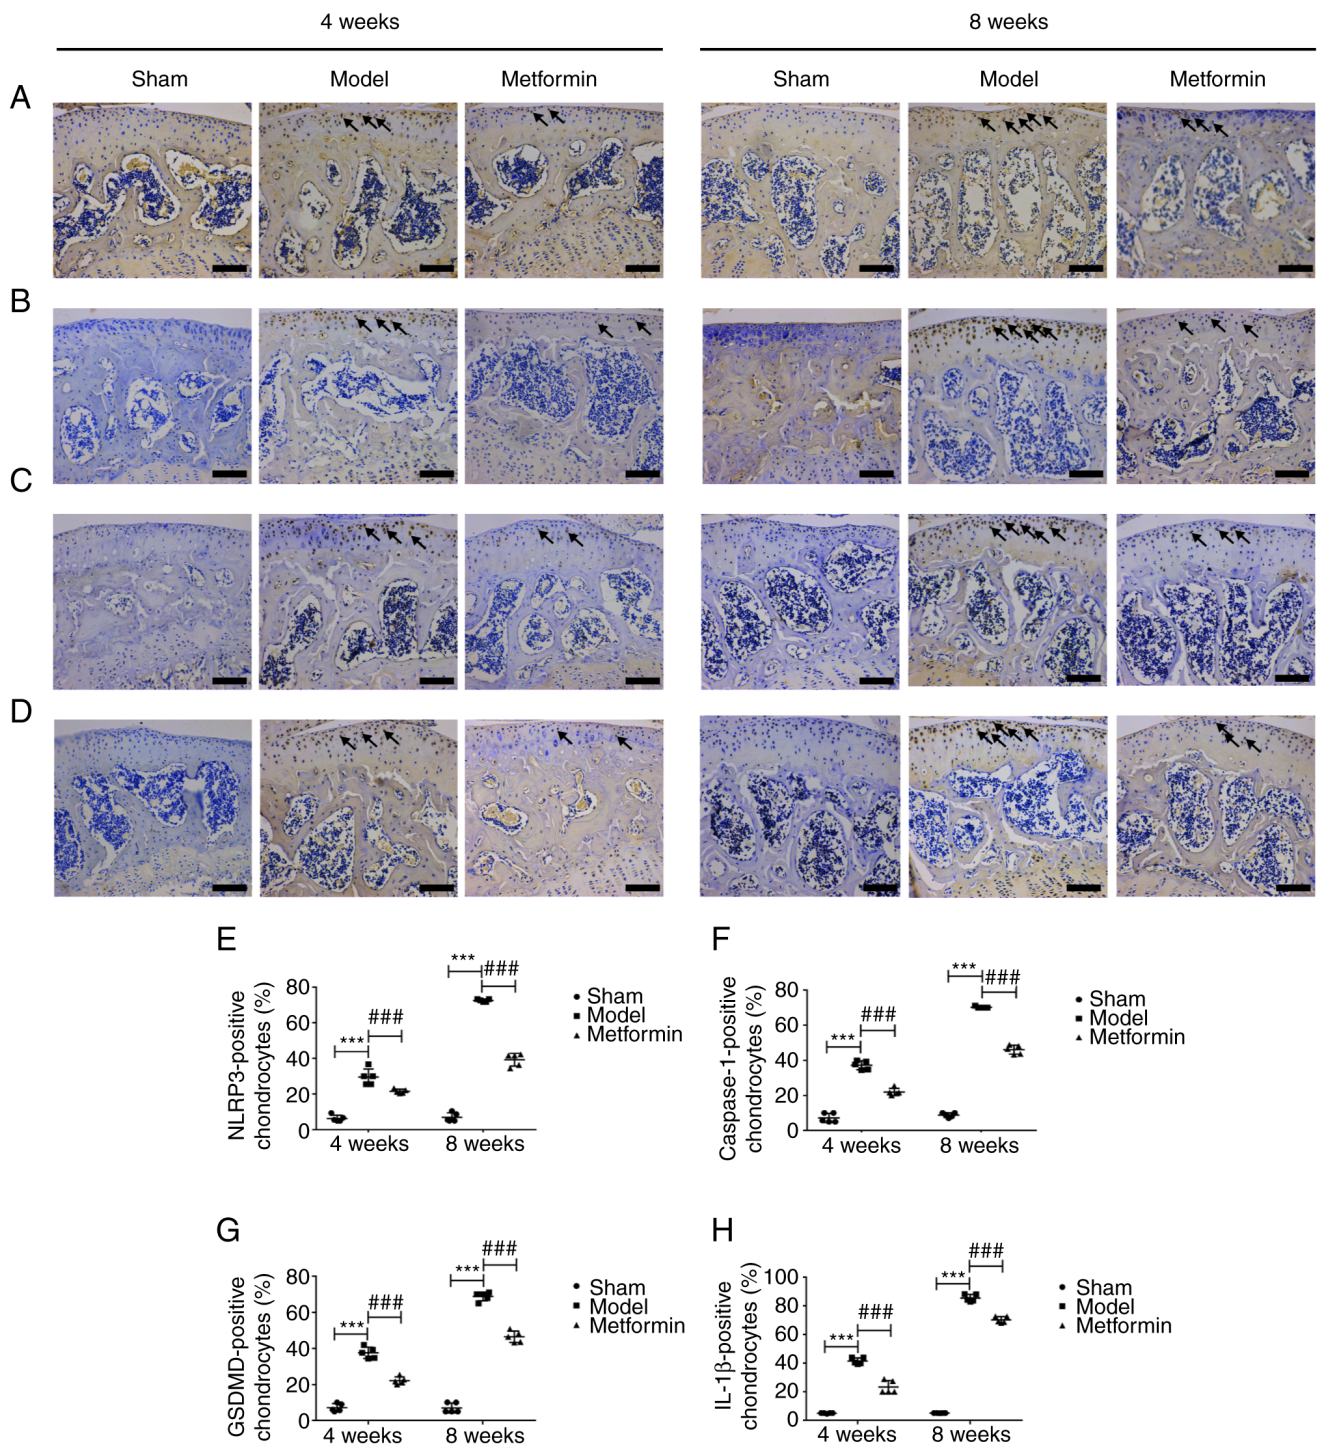 4 weeks
8 weeks
Sham
Model
Metformin
Sham
Model
Metformin
A
B
C
D
E
NLRP3-positive
chondrocytes (%)
80
60
40
20
0
***
###
***
###
4 weeks
8 weeks
Sham
Model
Metformin
F
Caspase-1-positive
chondrocytes (%)
80
60
40
20
0
***
###
***
###
4 weeks
8 weeks
Sham
Model
Metformin
G
GSDMD-positive
chondrocytes (%)
80
60
40
20
0
***
###
***
###
4 weeks
8 weeks
Sham
Model
Metformin
H
IL-1β-positive
chondrocytes (%)
100
80
60
40
20
0
***
###
***
###
4 weeks
8 weeks
Sham
Model
Metformin